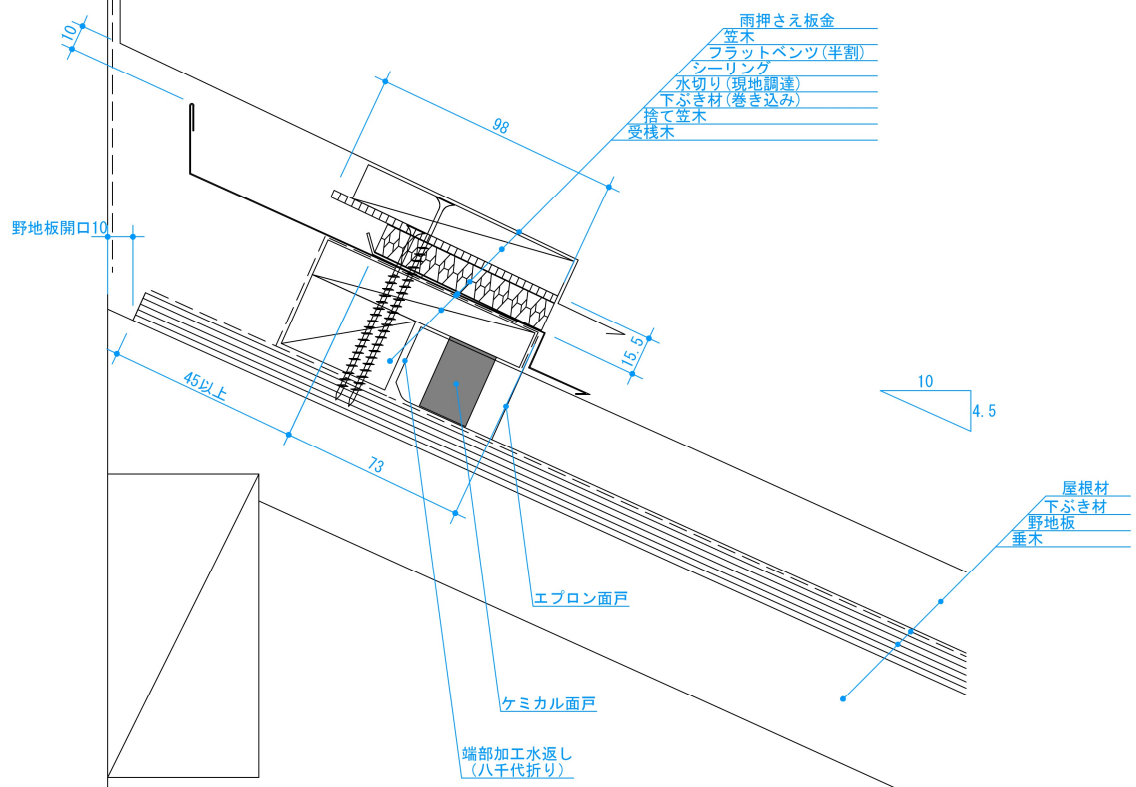 雨押さえ板金
笠木
フラットベンツ(半割)
シーリング
水切り(現地調達)
下ぶき材(巻き込み)
捨て笠木
受桟木
10
98
野地板開口10
15.5
45以上
73
10
4.5
屋根材
下ぶき材
野地板
垂木
エプロン面戸
ケミカル面戸
端部加工水返し
(八千代折り)